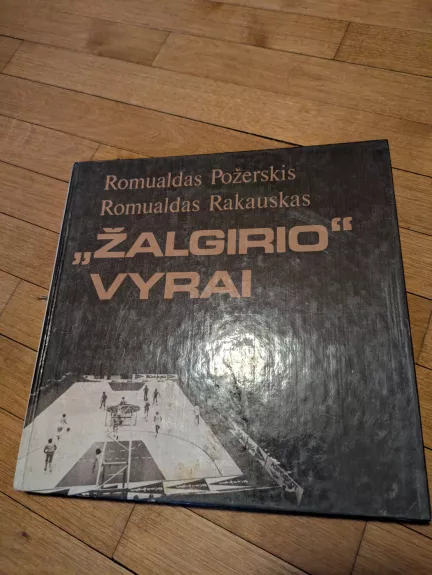 Romualdas Požerskis
Romualdas Rakauskas
„ŽALGIRIO“
VYRAI